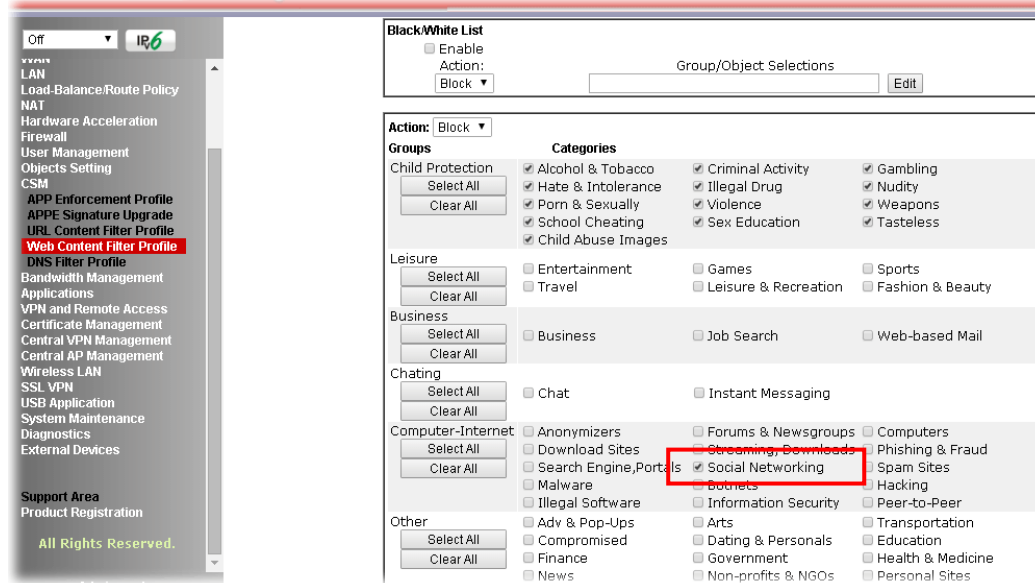 Off
IPv6
WAN
LAN
Load-Balance/Route Policy
NAT
Hardware Acceleration
Firewall
User Management
Objects Setting
CSM
APP Enforcement Profile
APPE Signature Upgrade
URL Content Filter Profile
Web Content Filter Profile
DNS Filter Profile
Bandwidth Management
Applications
VPN and Remote Access
Certificate Management
Central VPN Management
Central AP Management
Wireless LAN
SSL VPN
USB Application
System Maintenance
Diagnostics
External Devices
Support Area
Product Registration
All Rights Reserved.
Black/White List
Enable
Action: Group/Object Selections
Block Edit
Action: Block
Groups Categories
Child Protection Alcohol & Tobacco Criminal Activity Gambling
Select All Hate & Intolerance Illegal Drug Nudity
Clear All Porn & Sexually Violence Weapons
School Cheating Sex Education Tasteless
Child Abuse Images
Leisure
Select All Entertainment Games Sports
Clear All Travel Leisure & Recreation Fashion & Beauty
Business
Select All Business Job Search Web-based Mail
Clear All
Chating
Select All Chat Instant Messaging
Clear All
Computer-Internet Anonymizers Forums & Newsgroups Computers
Select All Download Sites Streaming, Downloads Phishing & Fraud
Clear All Search Engine,Portals Social Networking Spam Sites
Malware Botnets Hacking
Illegal Software Information Security Peer-to-Peer
Other Adv & Pop-Ups Arts Transportation
Select All Compromised Dating & Personals Education
Clear All Finance Government Health & Medicine
News Non-profits & NGOs Personal Sites